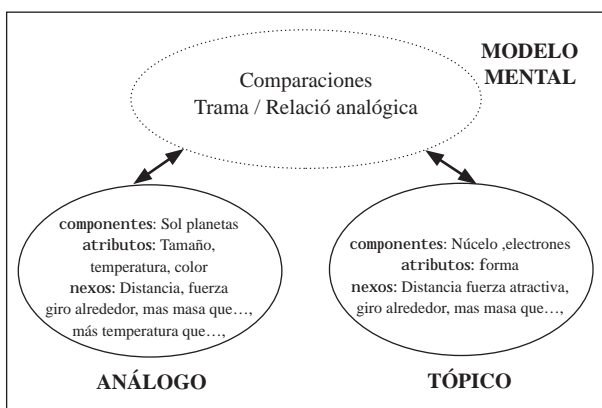 MODELO
MENTAL
Comparaciones
Trama / Relació analógica
componentes: Sol planetas
atributos: Tamaño,
temperatura, color
nexos: Distancia, fuerza
giro alrededor, mas masa que…,
más temperatura que…,
ANÁLOGO
componentes: Núcelo ,electrones
atributos: forma
nexos: Distancia fuerza atractiva,
giro alrededor, mas masa que…,
TÓPICO